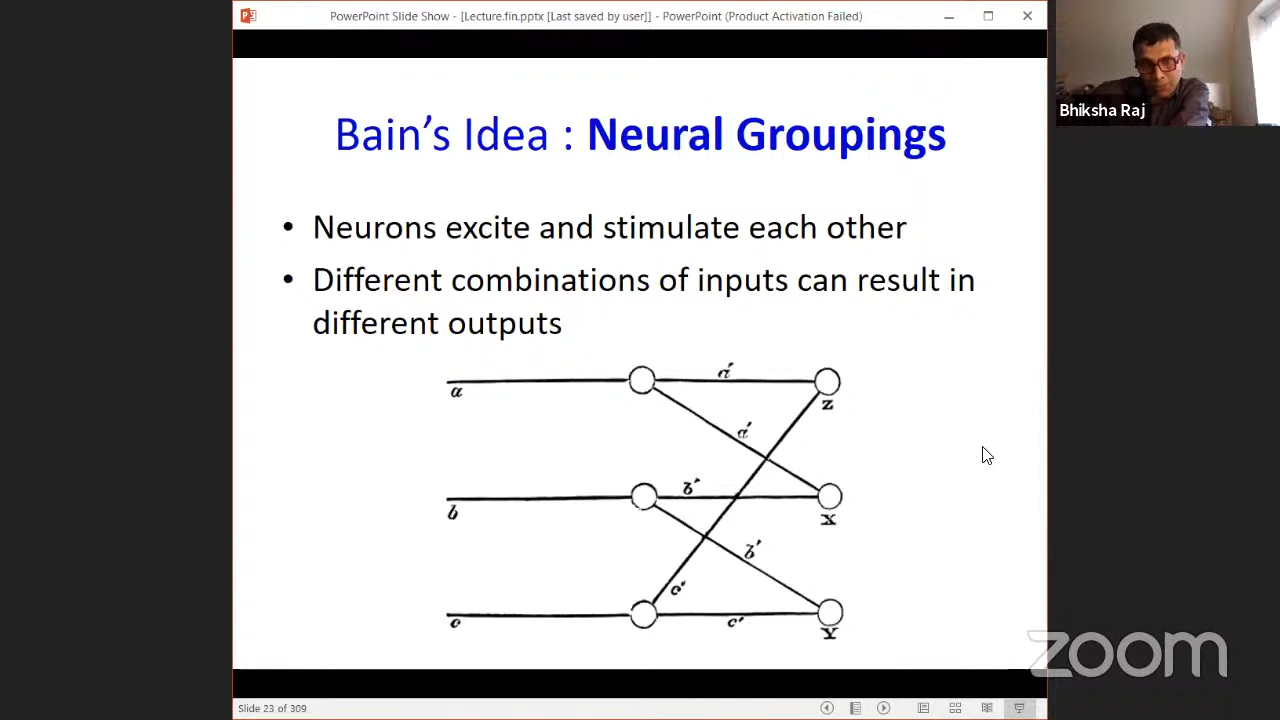 PowerPoint Slide Show - [Lecture.fin.pptx [Last saved by user]] - PowerPoint (Product Activation Failed)
Bhiksha Raj
Bain's Idea : Neural Groupings
• Neurons excite and stimulate each other
• Different combinations of inputs can result in
different outputs
a a' z
a'
b b' X
b'
c c' Y
c'
zoom
Slide 23 of 309